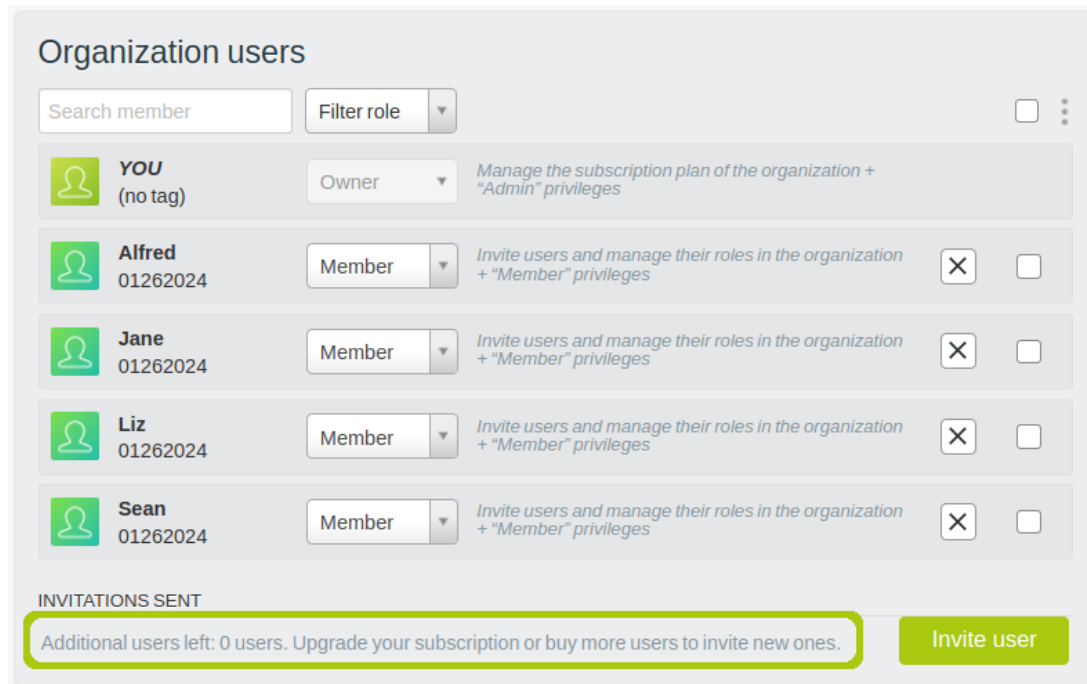 Organization users
Search member
Filter role
YOU
(no tag)
Owner
Manage the subscription plan of the organization +
“Admin” privileges
Alfred
01262024
Member
Invite users and manage their roles in the organization
+ “Member” privileges
Jane
01262024
Member
Invite users and manage their roles in the organization
+ “Member” privileges
Liz
01262024
Member
Invite users and manage their roles in the organization
+ “Member” privileges
Sean
01262024
Member
Invite users and manage their roles in the organization
+ “Member” privileges
INVITATIONS SENT
Additional users left: 0 users. Upgrade your subscription or buy more users to invite new ones.
Invite user